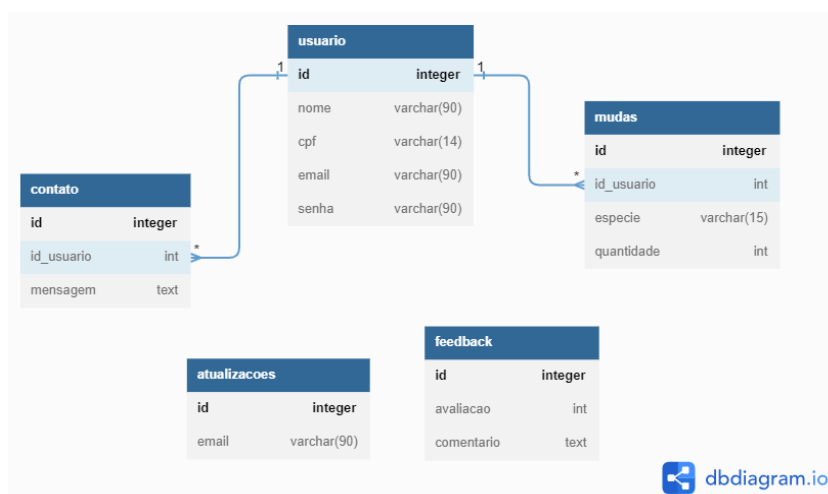 usuario
1 id integer 1
nome varchar(90)
cpf varchar(14)
email varchar(90)
senha varchar(90)
mudas
id integer
* id_usuario int
especie varchar(15)
quantidade int
contato
id integer
id_usuario int *
mensagem text
atualizacoes
id integer
email varchar(90)
feedback
id integer
avaliacao int
comentario text
dbdiagram.io